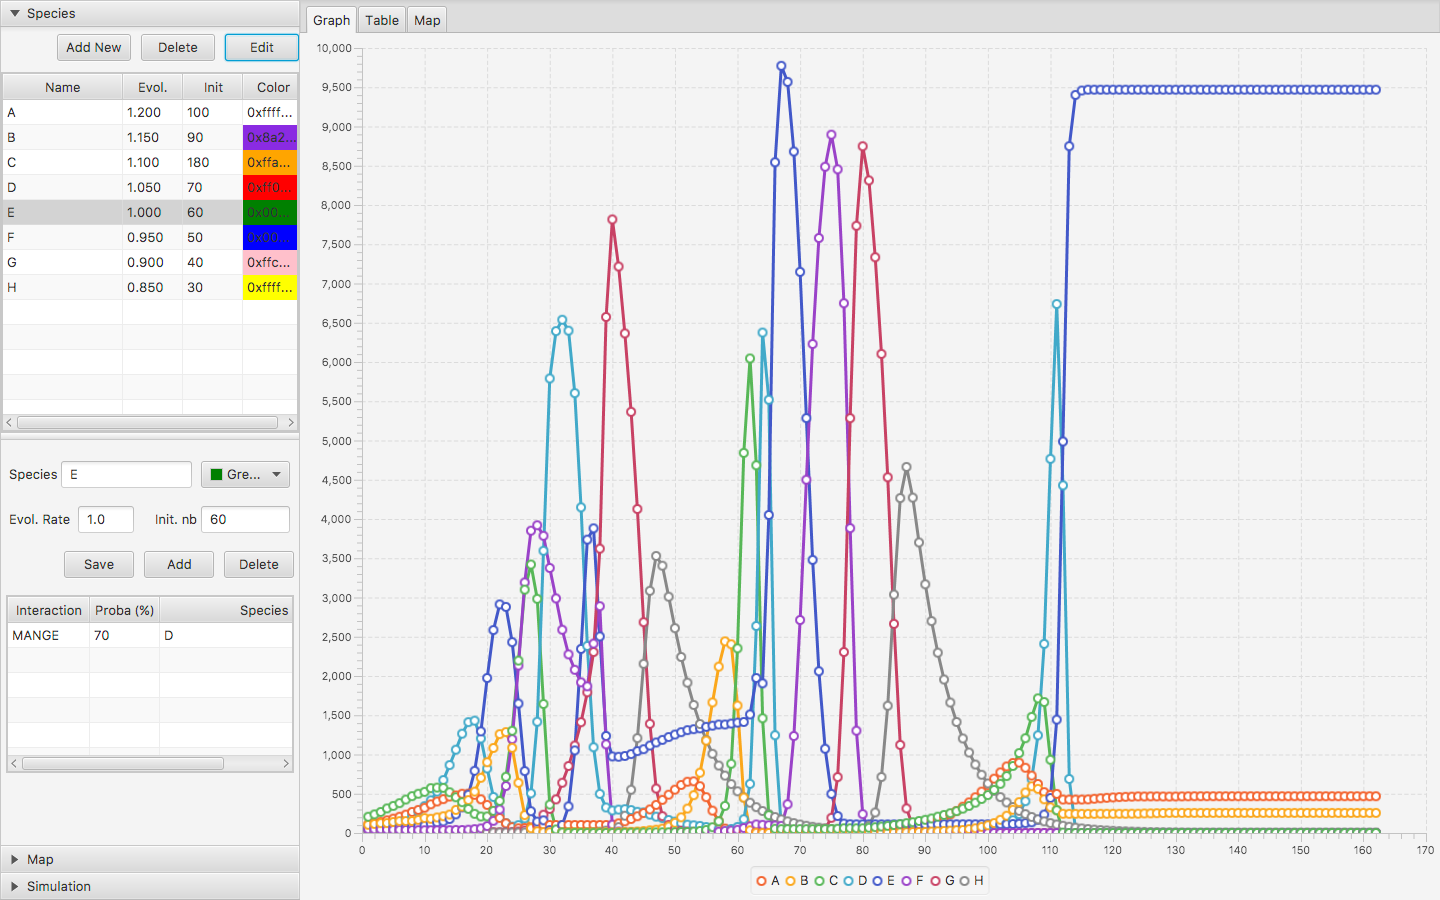 Species
Add New Delete Edit
Name Evol. Init Color
A 1.200 100 0xffff...
B 1.150 90 0x8a2...
C 1.100 180 0xffa...
D 1.050 70 0xff0...
E 1.000 60 0x00...
F 0.950 50 0x00...
G 0.900 40 0xffc...
H 0.850 30 0xffff...
Species E Gre...
Evol. Rate 1.0 Init. nb 60
Save Add Delete
Interaction Proba (%) Species
MANGE 70 D
Map
Simulation
Graph Table Map
10,000
9,500
9,000
8,500
8,000
7,500
7,000
6,500
6,000
5,500
5,000
4,500
4,000
3,500
3,000
2,500
2,000
1,500
1,000
500
0
0 10 20 30 40 50 60 70 80 90 100 110 120 130 140 150 160 170
A B C D E F G H